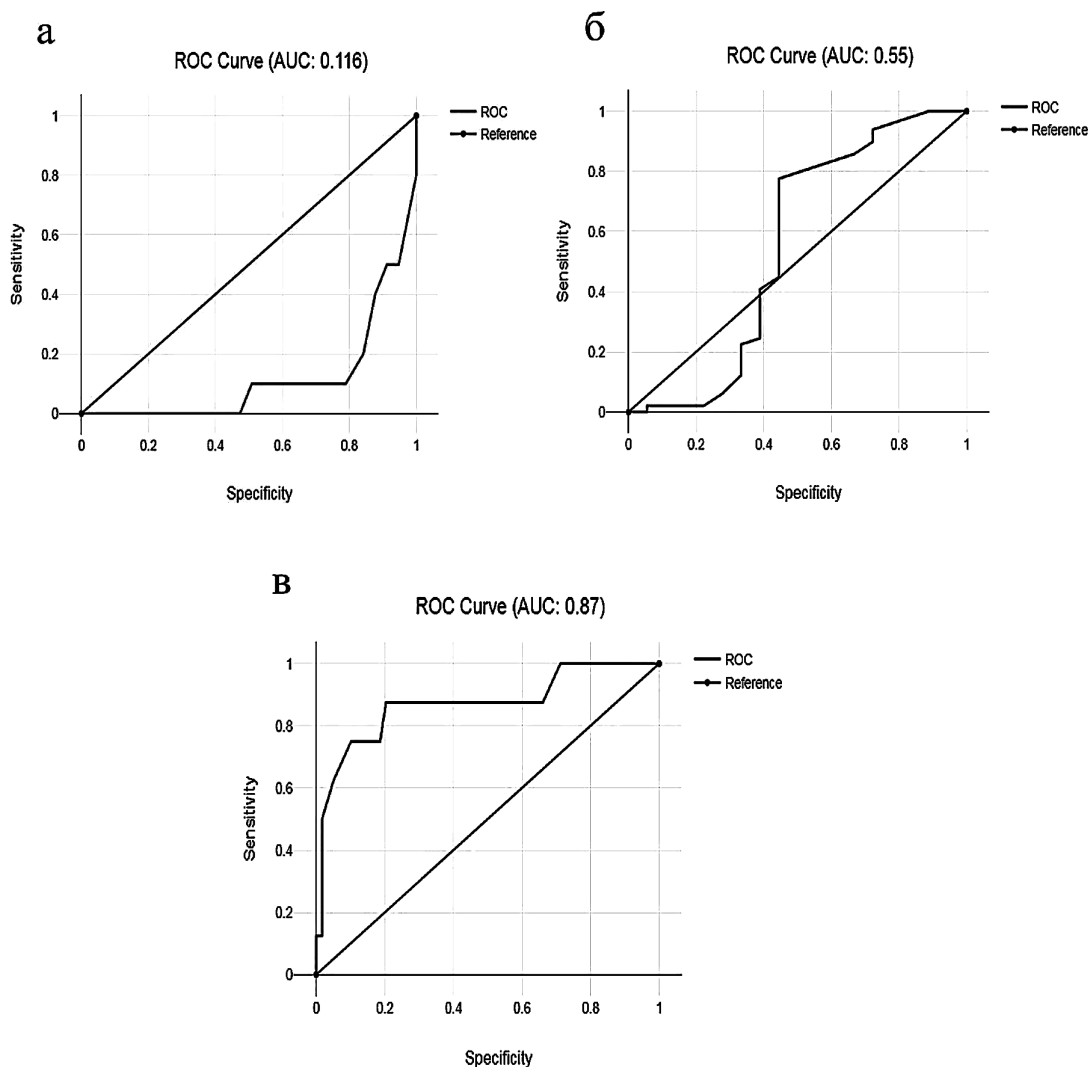 а
ROC Curve (AUC: 0.116)
1
0.8
0.6
0.4
0.2
0
0 0.2 0.4 0.6 0.8 1
Sensitivity
Specificity
ROC
Reference
б
ROC Curve (AUC: 0.55)
1
0.8
0.6
0.4
0.2
0
0 0.2 0.4 0.6 0.8 1
Sensitivity
Specificity
ROC
Reference
в
ROC Curve (AUC: 0.87)
1
0.8
0.6
0.4
0.2
0
0 0.2 0.4 0.6 0.8 1
Sensitivity
Specificity
ROC
Reference